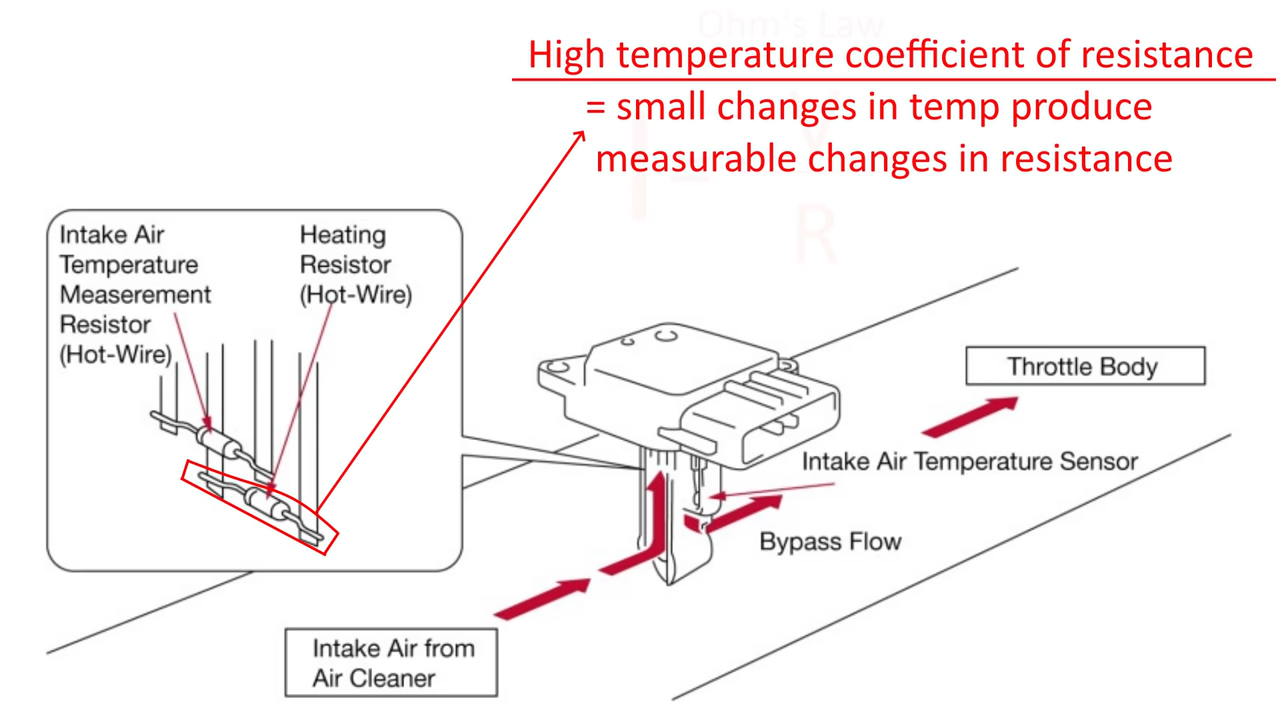 Ohm's Law
High temperature coefficient of resistance
= small changes in temp produce
measurable changes in resistance
R
Intake Air
Temperature
Measerement
Resistor
(Hot-Wire)
Heating
Resistor
(Hot-Wire)
Throttle Body
Intake Air Temperature Sensor
Bypass Flow
Intake Air from
Air Cleaner